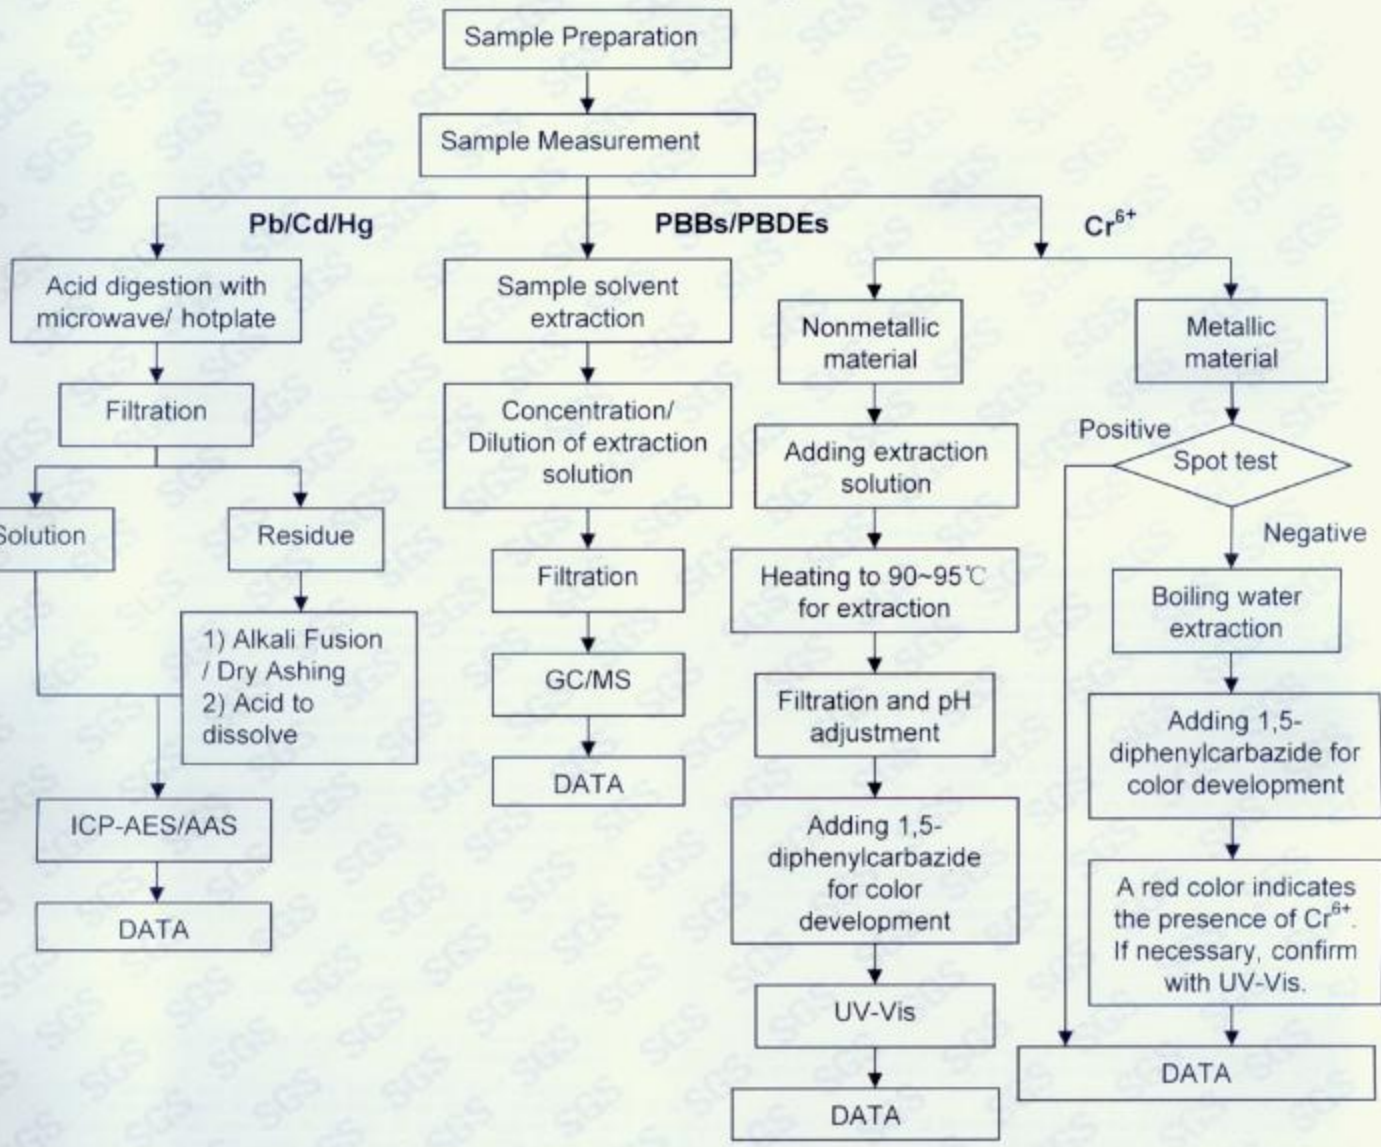 Sample Preparation
Sample Measurement
Pb/Cd/Hg
PBBs/PBDEs
Cr⁶⁺
Acid digestion with
microwave/ hotplate
Filtration
Solution
Residue
1) Alkali Fusion
/ Dry Ashing
2) Acid to
dissolve
ICP-AES/AAS
DATA
Sample solvent
extraction
Concentration/
Dilution of extraction
solution
Filtration
GC/MS
DATA
Nonmetallic
material
Adding extraction
solution
Heating to 90~95℃
for extraction
Filtration and pH
adjustment
Adding 1,5-
diphenylcarbazide
for color
development
UV-Vis
DATA
Metallic
material
Positive
Spot test
Negative
Boiling water
extraction
Adding 1,5-
diphenylcarbazide for
color development
A red color indicates
the presence of Cr⁶⁺.
If necessary, confirm
with UV-Vis.
DATA
SGS